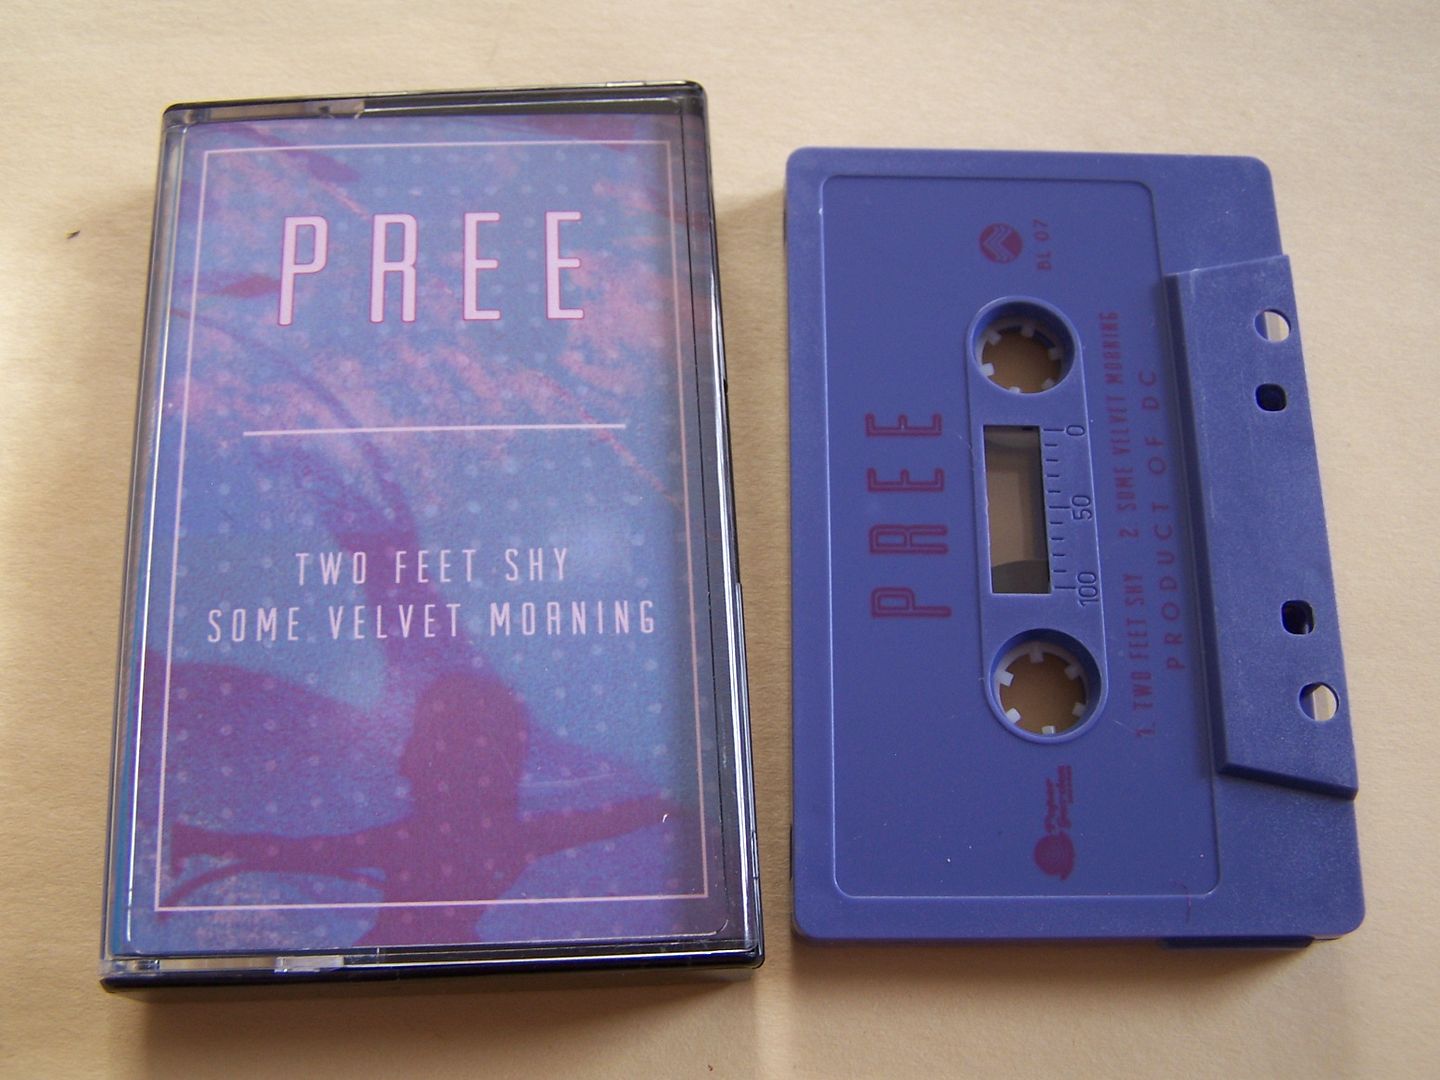 PREE
TWO FEET SHY
SOME VELVET MORNING
PREE
BL 07
0
50
100
1. TWO FEET SHY 2 SOME VELVET MORNING
PRODUCT OF DC